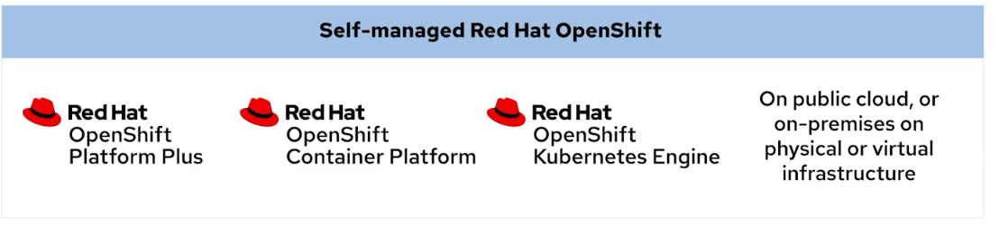 Self-managed Red Hat OpenShift
Red Hat
OpenShift
Platform Plus
Red Hat
OpenShift
Container Platform
Red Hat
OpenShift
Kubernetes Engine
On public cloud, or
on-premises on
physical or virtual
infrastructure